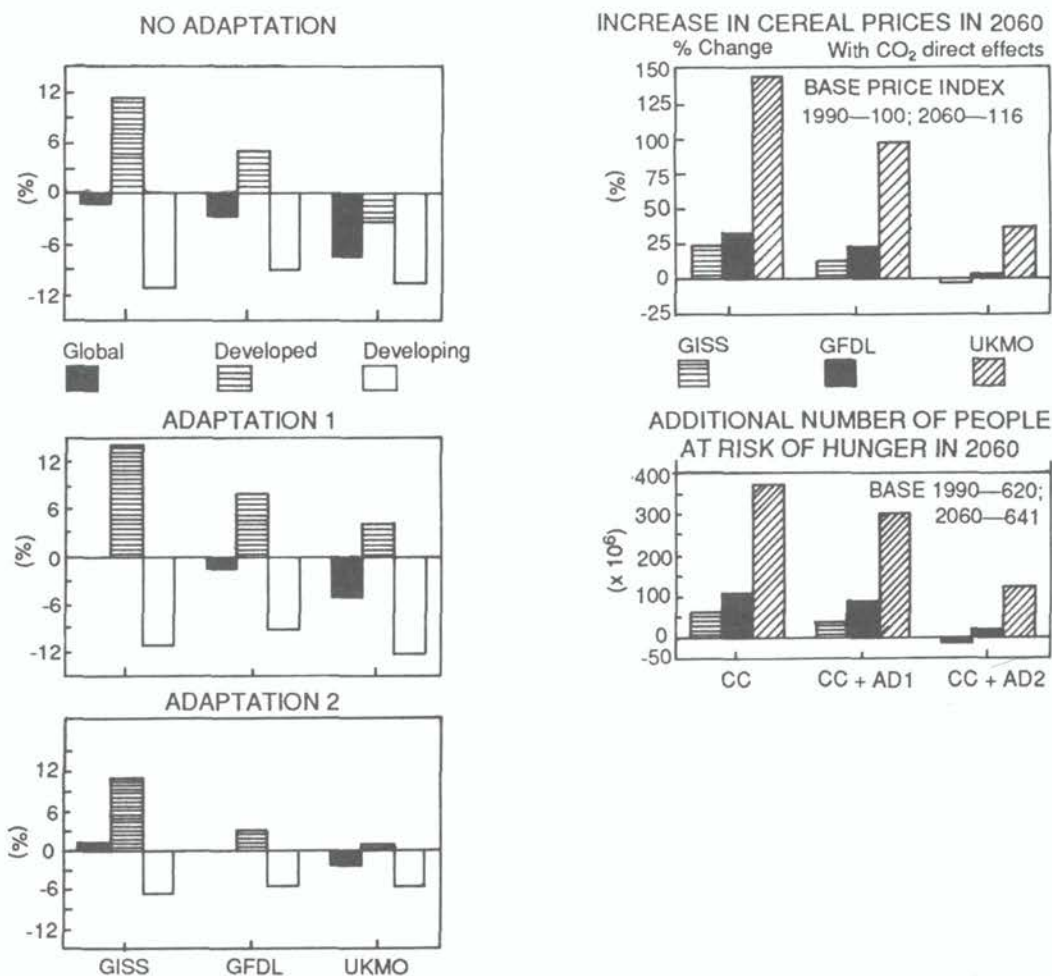 NO ADAPTATION
12
6
0
-6
-12
(%)
Global Developed Developing
ADAPTATION 1
12
6
0
-6
-12
(%)
ADAPTATION 2
12
6
0
-6
-12
(%)
GISS GFDL UKMO
INCREASE IN CEREAL PRICES IN 2060
% Change With CO₂ direct effects
BASE PRICE INDEX
1990—100; 2060—116
150
125
100
75
50
25
0
-25
(%)
GISS GFDL UKMO
ADDITIONAL NUMBER OF PEOPLE
AT RISK OF HUNGER IN 2060
BASE 1990—620;
2060—641
400
300
200
100
0
-50
(x 10⁶)
CC CC + AD1 CC + AD2